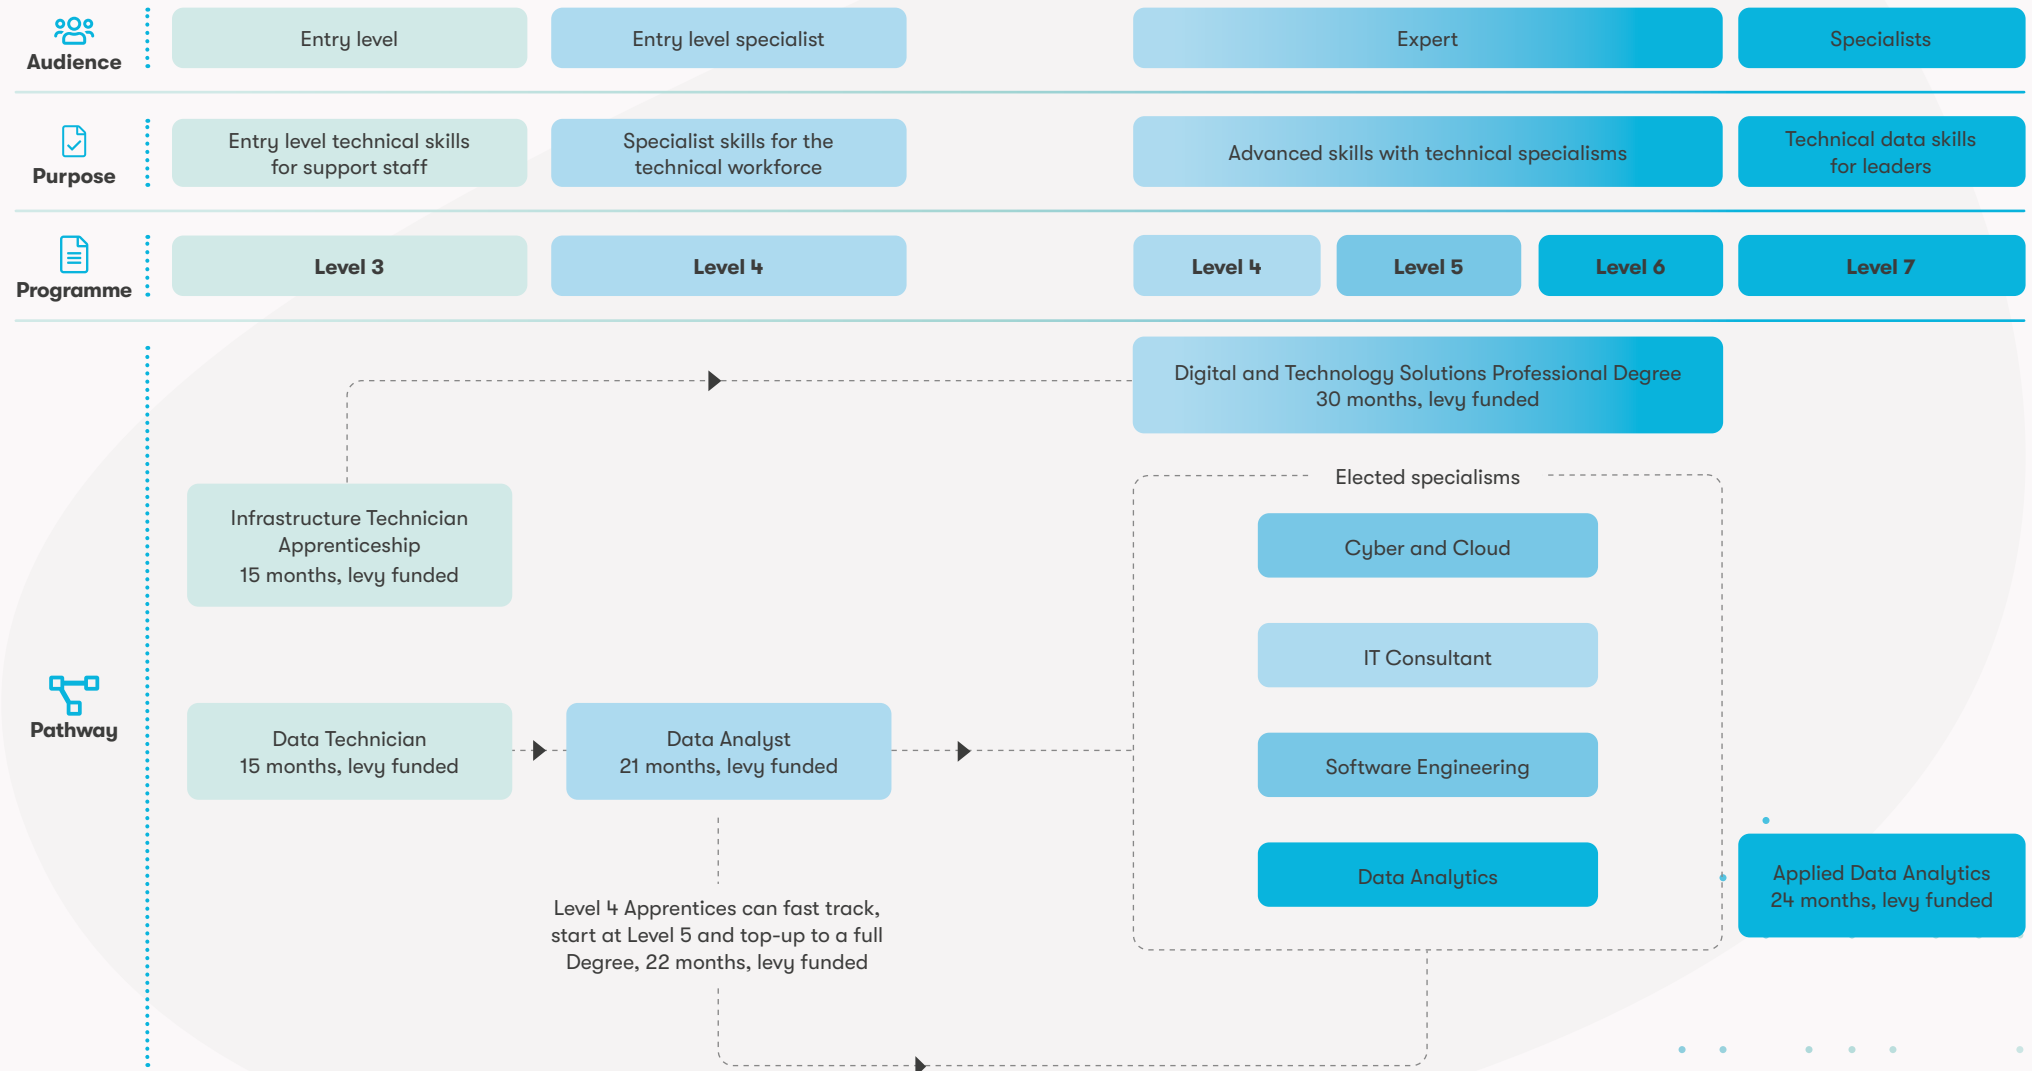 Audience
Entry level
Entry level specialist
Expert
Specialists
Purpose
Entry level technical skills
for support staff
Specialist skills for the
technical workforce
Advanced skills with technical specialisms
Technical data skills
for leaders
Programme
Level 3
Level 4
Level 4
Level 5
Level 6
Level 7
Pathway
Digital and Technology Solutions Professional Degree
30 months, levy funded
Infrastructure Technician
Apprenticeship
15 months, levy funded
Elected specialisms
Cyber and Cloud
IT Consultant
Data Technician
15 months, levy funded
Data Analyst
21 months, levy funded
Software Engineering
Data Analytics
Applied Data Analytics
24 months, levy funded
Level 4 Apprentices can fast track,
start at Level 5 and top-up to a full
Degree, 22 months, levy funded